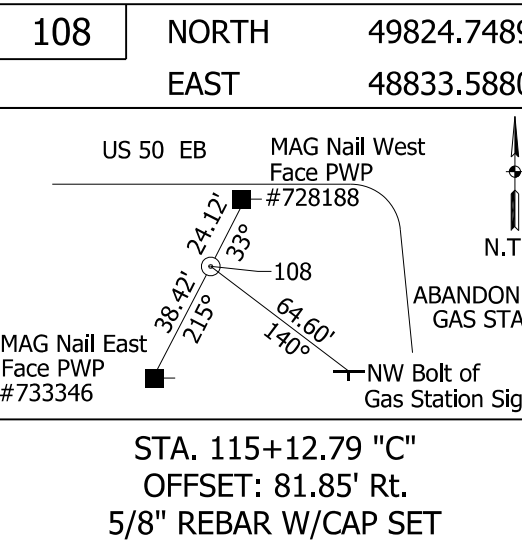 108 NORTH 49824.7489
EAST 48833.5880
US 50 EB
MAG Nail West
Face PWP
#728188
24.12'
33°
N.T
108
38.42'
215°
64.60'
140°
ABANDON
GAS STA
MAG Nail East
Face PWP
#733346
NW Bolt of
Gas Station Sig
STA. 115+12.79 "C"
OFFSET: 81.85' Rt.
5/8" REBAR W/CAP SET